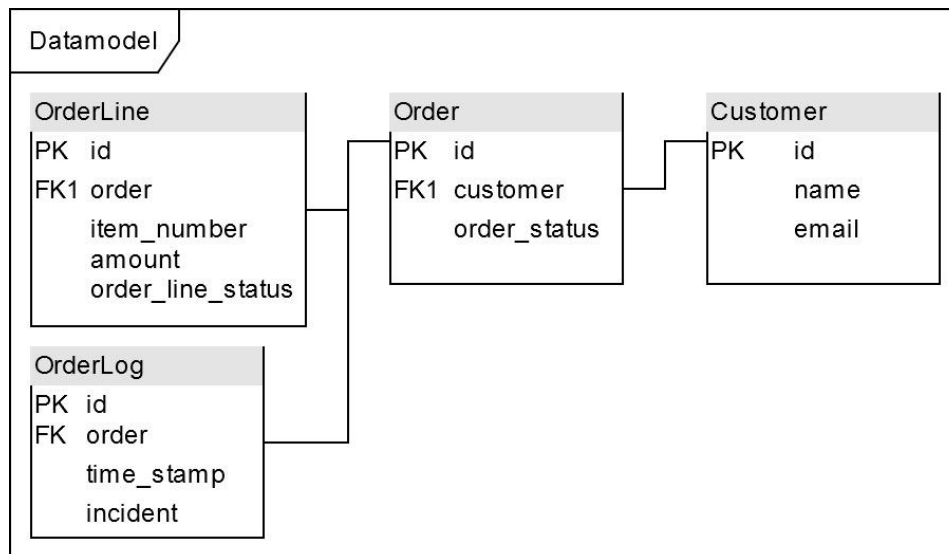 Datamodel
OrderLine
PK id
FK1 order
item_number
amount
order_line_status
Order
PK id
FK1 customer
order_status
Customer
PK id
name
email
OrderLog
PK id
FK order
time_stamp
incident